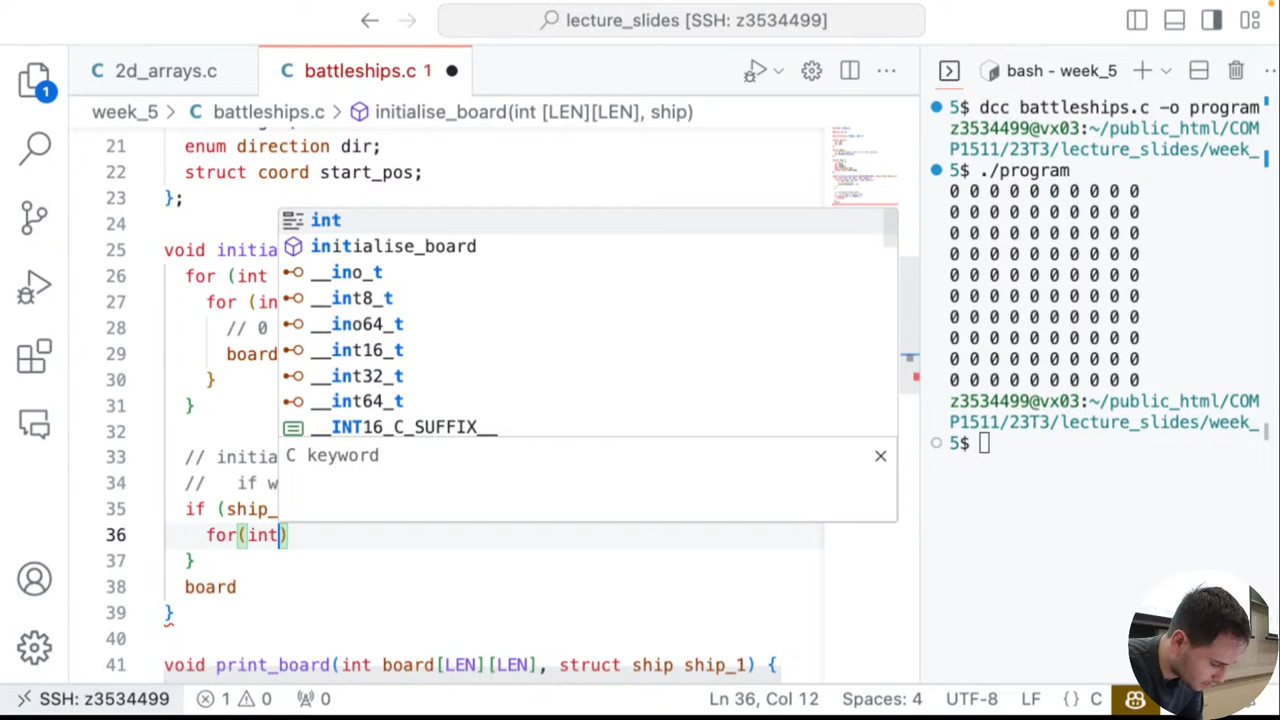 lecture_slides [SSH: z3534499]
2d_arrays.c
battleships.c 1
bash - week_5
week_5 > battleships.c > initialise_board(int [LEN][LEN], ship)
21 enum direction dir;
22 struct coord start_pos;
23 };
24
25 void initia
26 for (int
27 for (in
28 // 0
29 board
30 }
31 }
32
33 // initia
34 // if w
35 if (ship_
36 for(int)
37 }
38 board
39 }
40
41 void print_board(int board[LEN][LEN], struct ship ship_1) {
int
initialise_board
__ino_t
__int8_t
__ino64_t
__int16_t
__int32_t
__int64_t
__INT16_C_SUFFIX__
C keyword
5$ dcc battleships.c -o program
z3534499@vx03:~/public_html/COM
P1511/23T3/lecture_slides/week_
5$ ./program
0 0 0 0 0 0 0 0 0 0
0 0 0 0 0 0 0 0 0 0
0 0 0 0 0 0 0 0 0 0
0 0 0 0 0 0 0 0 0 0
0 0 0 0 0 0 0 0 0 0
0 0 0 0 0 0 0 0 0 0
0 0 0 0 0 0 0 0 0 0
0 0 0 0 0 0 0 0 0 0
0 0 0 0 0 0 0 0 0 0
0 0 0 0 0 0 0 0 0 0
z3534499@vx03:~/public_html/COM
P1511/23T3/lecture_slides/week_
5$
1
SSH: z3534499 1 0 0 Ln 36, Col 12 Spaces: 4 UTF-8 LF {} C